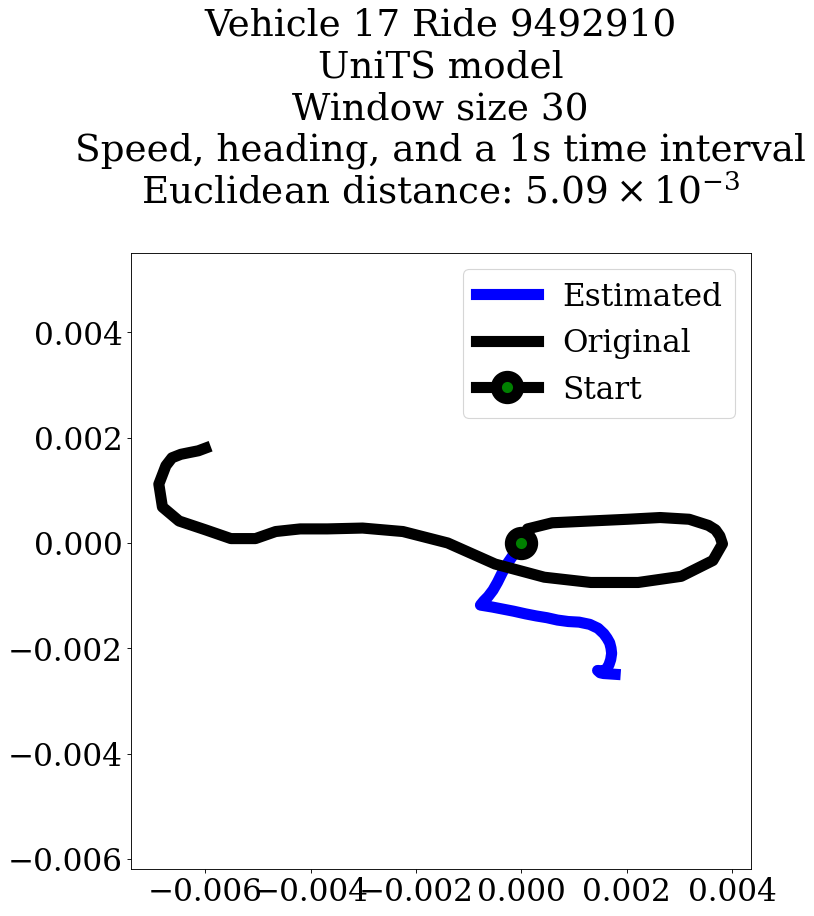 Vehicle 17 Ride 9492910
UniTS model
Window size 30
Speed, heading, and a 1s time interval
Euclidean distance: 5.09 × 10⁻³
Estimated
Original
Start
0.004
0.002
0.000
−0.002
−0.004
−0.006
−0.006 −0.004 −0.002 0.000 0.002 0.004